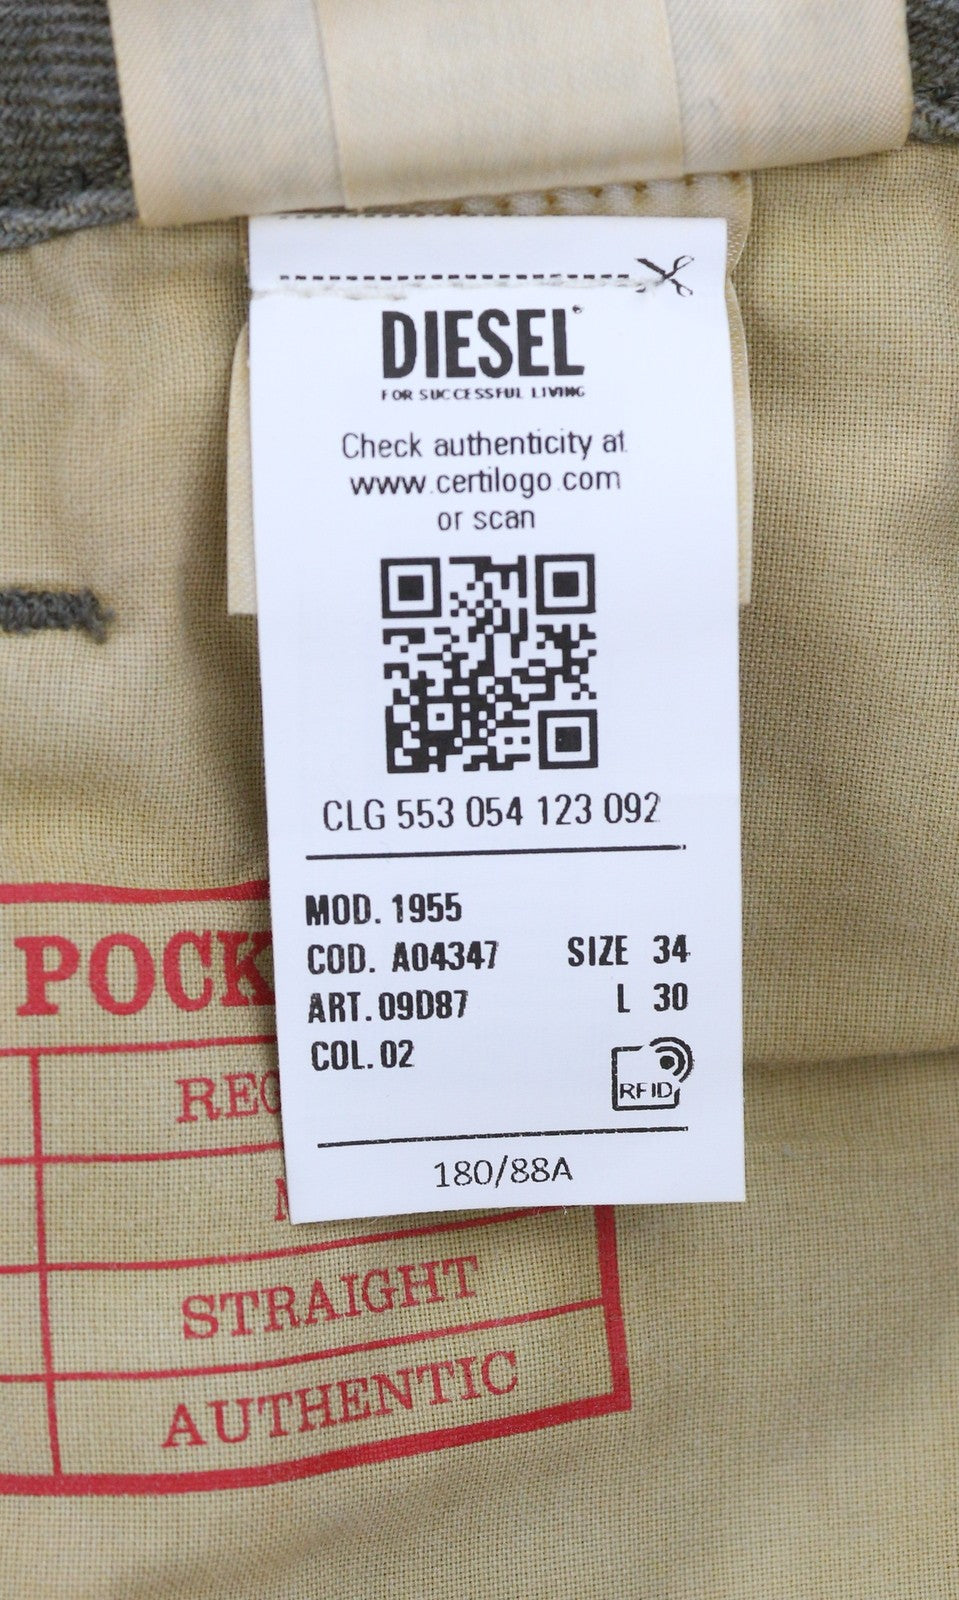 DIESEL
FOR SUCCESSFUL LIVING
Check authenticity at
www.certilogo.com
or scan
CLG 553 054 123 092
MOD. 1955
COD. A04347 SIZE 34
ART. 09D87 L 30
COL. 02
RFID
180/88A
POCK
REG
STRAIGHT
AUTHENTIC